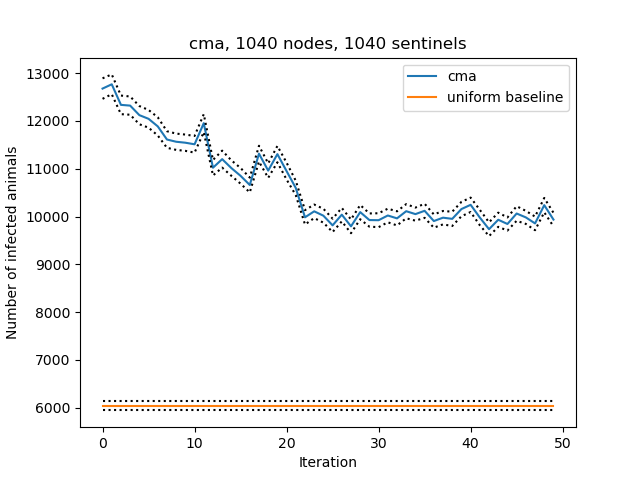 cma, 1040 nodes, 1040 sentinels
cma
uniform baseline
Number of infected animals
13000
12000
11000
10000
9000
8000
7000
6000
0 10 20 30 40 50
Iteration